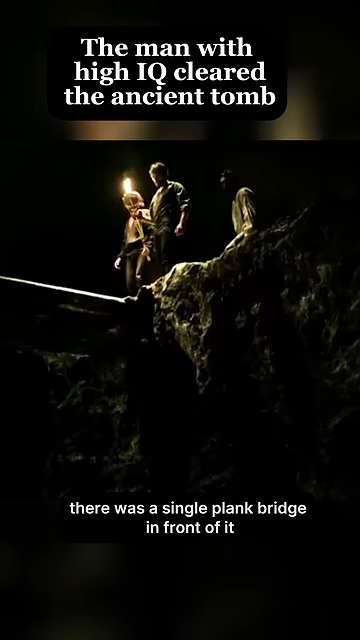 The man with
high IQ cleared
the ancient tomb
there was a single plank bridge
in front of it